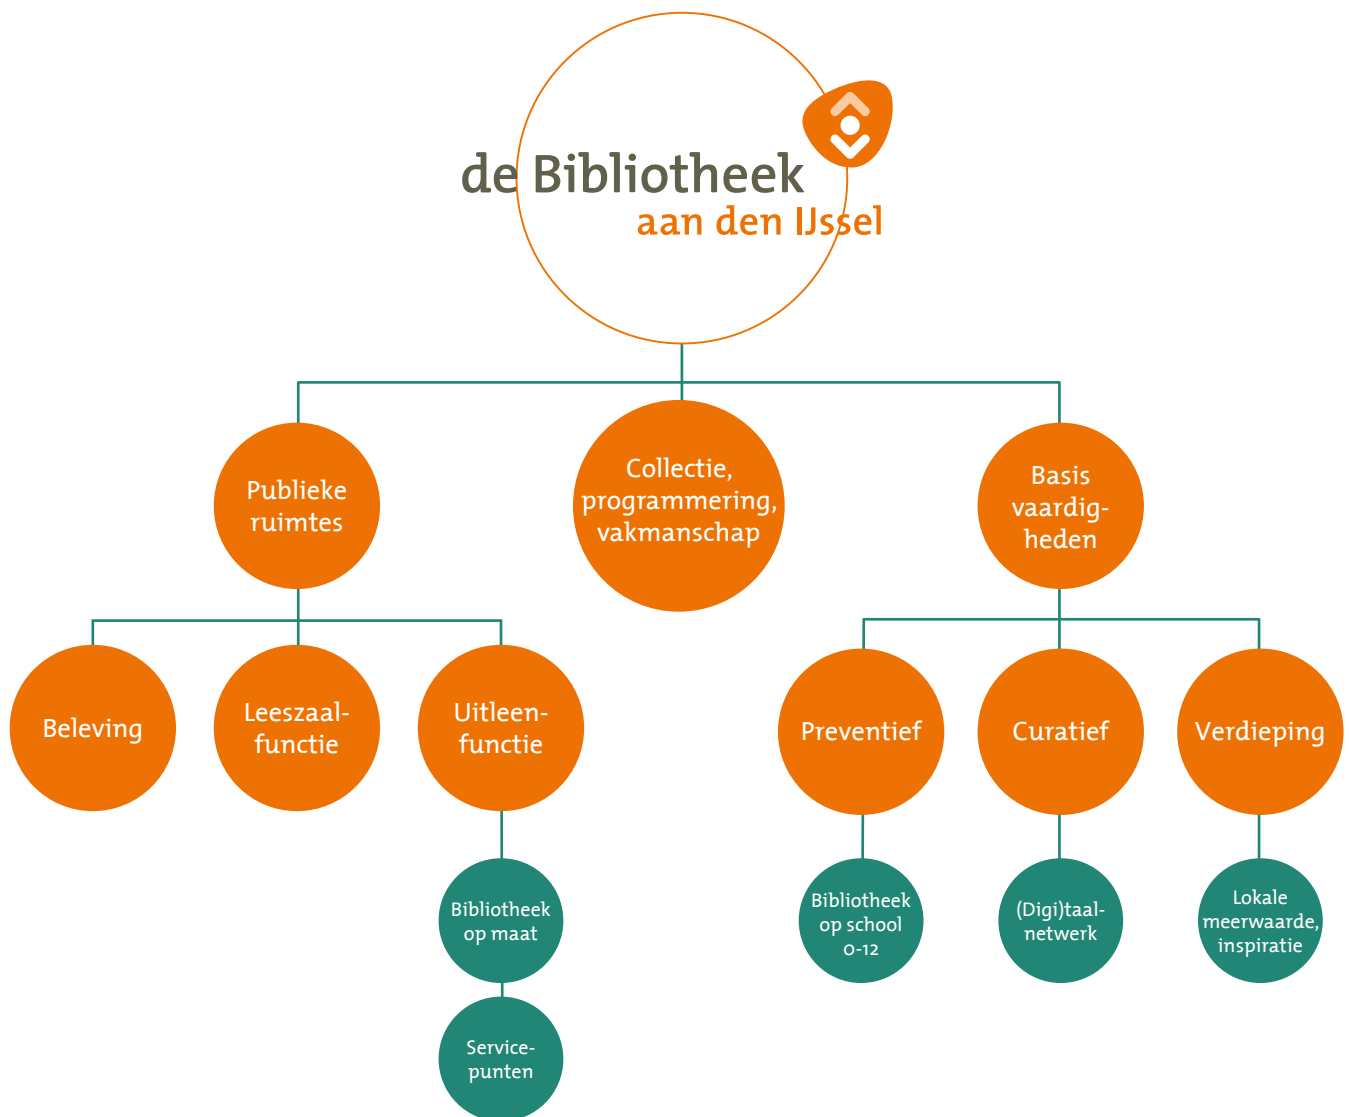 de Bibliotheek
aan den IJssel
Publieke
ruimtes
Collectie,
programmering,
vakmanschap
Basis
vaardig-
heden
Beleving
Leeszaal-
functie
Uitleen-
functie
Preventief
Curatief
Verdieping
Bibliotheek
op maat
Bibliotheek
op school
0-12
(Digi)taal-
netwerk
Lokale
meerwaarde,
inspiratie
Service-
punten